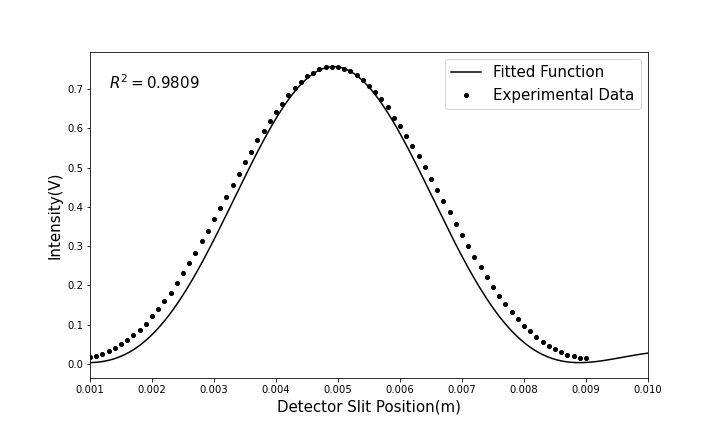 R² = 0.9809
Fitted Function
Experimental Data
0.7
0.6
0.5
0.4
0.3
0.2
0.1
0.0
Intensity(V)
0.001 0.002 0.003 0.004 0.005 0.006 0.007 0.008 0.009 0.010
Detector Slit Position(m)